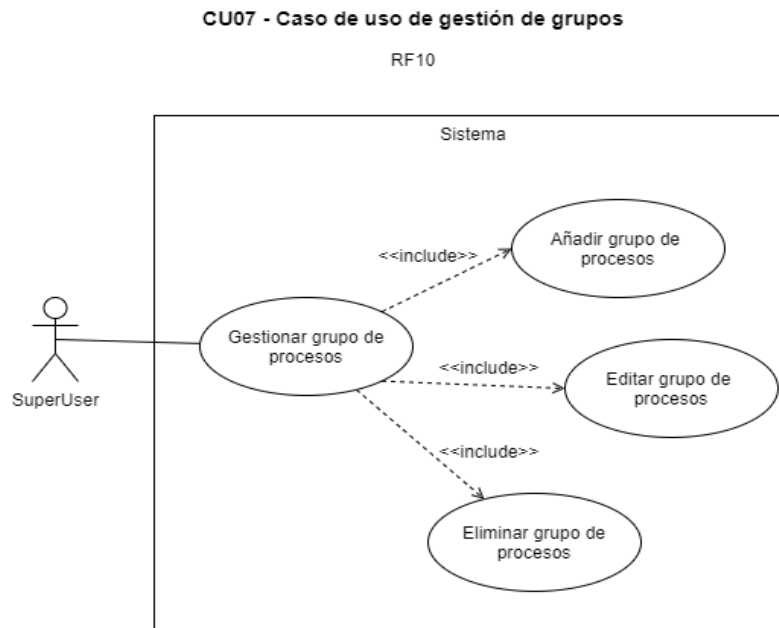 CU07 - Caso de uso de gestión de grupos
RF10
Sistema
Añadir grupo de
procesos
<<include>>
Gestionar grupo de
procesos
<<include>>
Editar grupo de
procesos
SuperUser
<<include>>
Eliminar grupo de
procesos